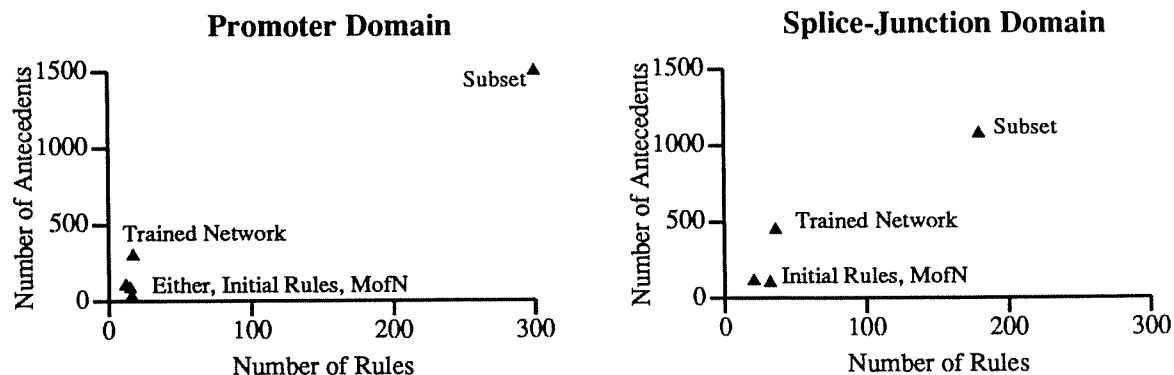 Promoter Domain
Number of Antecedents
1500
1000
500
0
Subset
Trained Network
Either, Initial Rules, MofN
0
100
200
300
Number of Rules
Splice-Junction Domain
Number of Antecedents
1500
1000
500
0
Subset
Trained Network
Initial Rules, MofN
0
100
200
300
Number of Rules